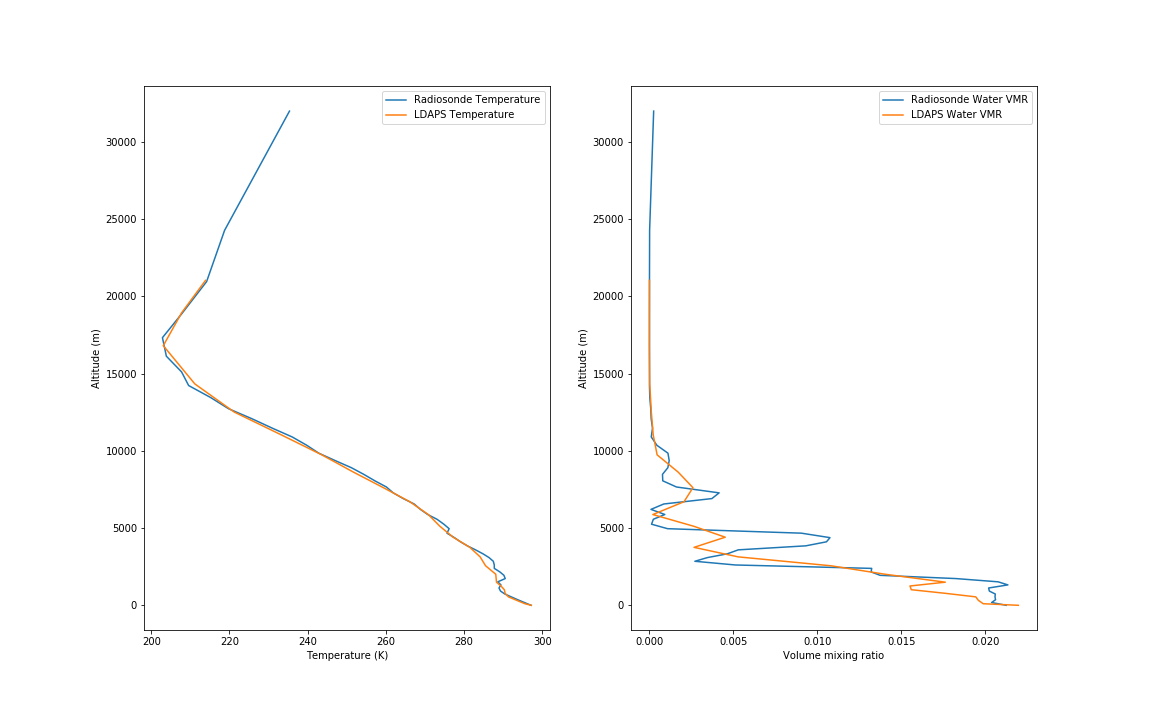 Radiosonde Temperature
LDAPS Temperature
30000
25000
20000
15000
10000
5000
0
Altitude (m)
200 220 240 260 280 300
Temperature (K)
Radiosonde Water VMR
LDAPS Water VMR
30000
25000
20000
15000
10000
5000
0
Altitude (m)
0.000 0.005 0.010 0.015 0.020
Volume mixing ratio